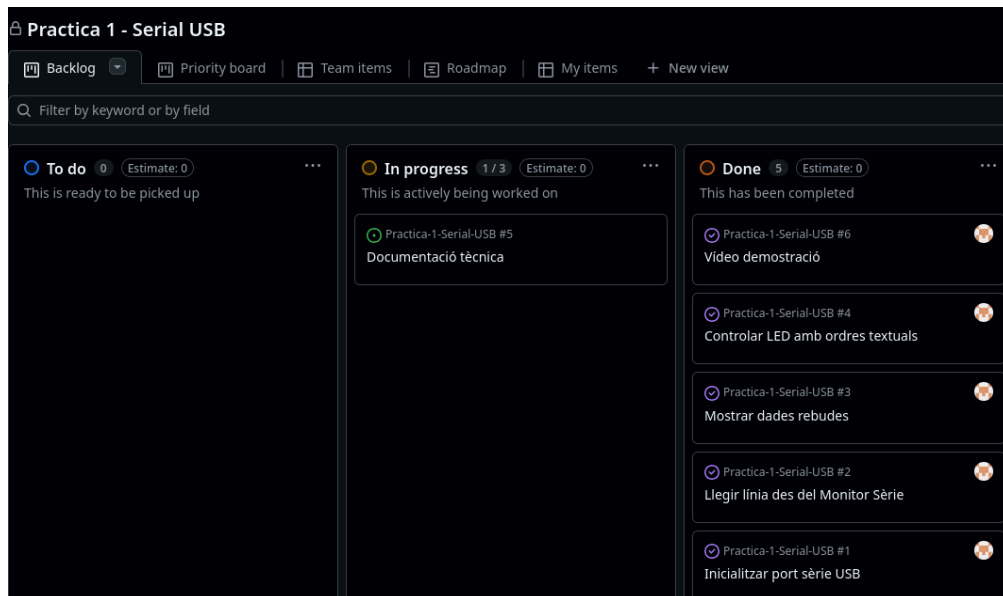 Practica 1 - Serial USB
Backlog
Priority board
Team items
Roadmap
My items
+ New view
Filter by keyword or by field
To do 0 Estimate: 0 ...
This is ready to be picked up
In progress 1 / 3 Estimate: 0 ...
This is actively being worked on
Practica-1-Serial-USB #5
Documentació tècnica
Done 5 Estimate: 0 ...
This has been completed
Practica-1-Serial-USB #6
Vídeo demostració
Practica-1-Serial-USB #4
Controlar LED amb ordres textuals
Practica-1-Serial-USB #3
Mostrar dades rebudes
Practica-1-Serial-USB #2
Llegir línia des del Monitor Sèrie
Practica-1-Serial-USB #1
Inicialitzar port sèrie USB